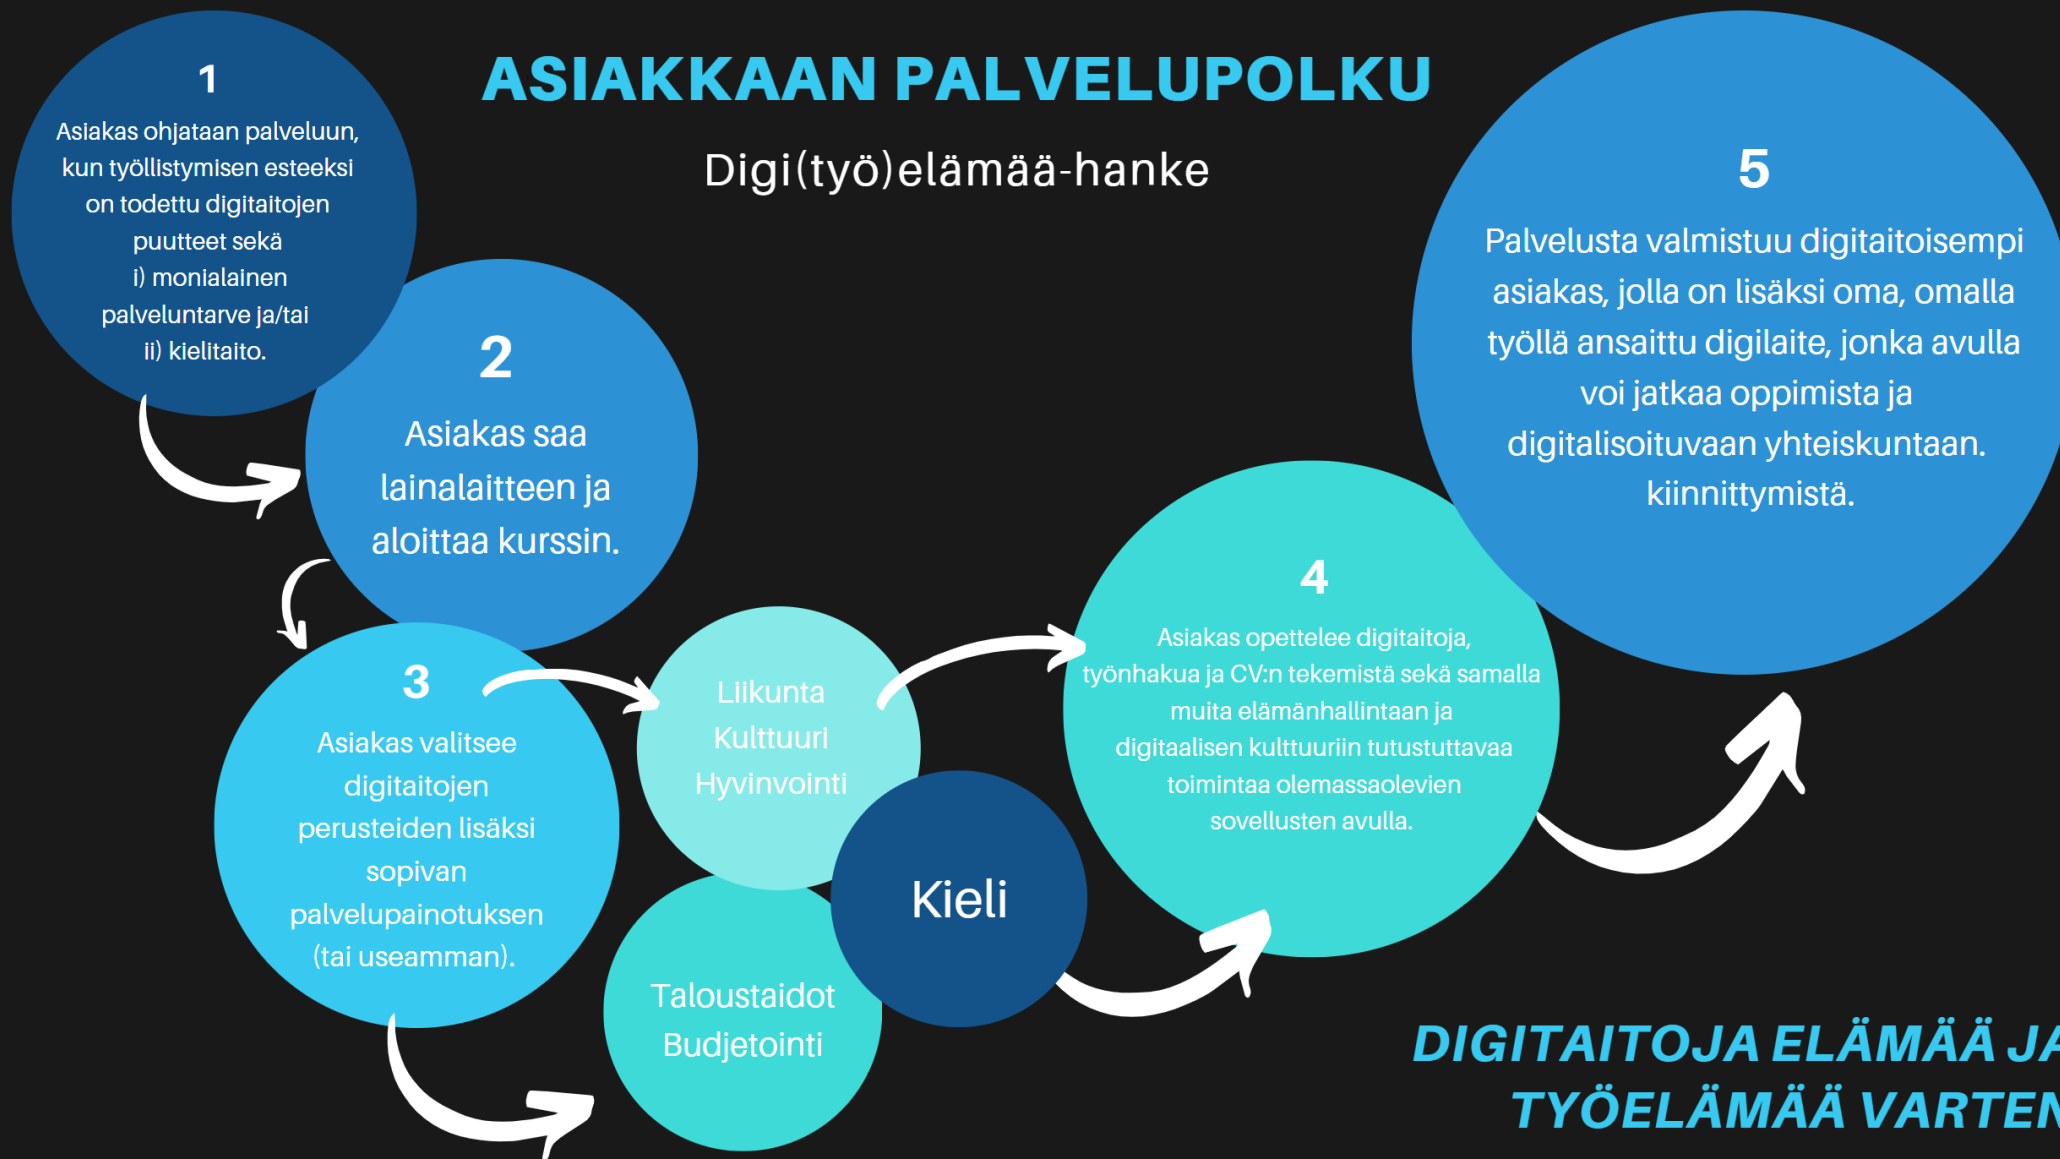 ASIAKKAAN PALVELUPOLKU
Digi(työ)elämää-hanke
1
Asiakas ohjataan palveluun,
kun työllistymisen esteeksi
on todettu digitaitojen
puutteet sekä
i) monialainen
palveluntarve ja/tai
ii) kielitaito.
2
Asiakas saa
lainalaitteen ja
aloittaa kurssin.
3
Asiakas valitsee
digitaitojen
perusteiden lisäksi
sopivan
palvelupainotuksen
(tai useamman).
Liikunta
Kulttuuri
Hyvinvointi
Kieli
Taloustaidot
Budjetointi
4
Asiakas opettelee digitaitoja,
työnhakua ja CV:n tekemistä sekä samalla
muita elämänhallintaan ja
digitaalisen kulttuuriin tutustuttavaa
toimintaa olemassaolevien
sovellusten avulla.
5
Palvelusta valmistuu digitaitoisempi
asiakas, jolla on lisäksi oma, omalla
työllä ansaittu digilaite, jonka avulla
voi jatkaa oppimista ja
digitalisoituvaan yhteiskuntaan.
kiinnittymistä.
DIGITAITOJA ELÄMÄÄ JA
TYÖELÄMÄÄ VARTEN